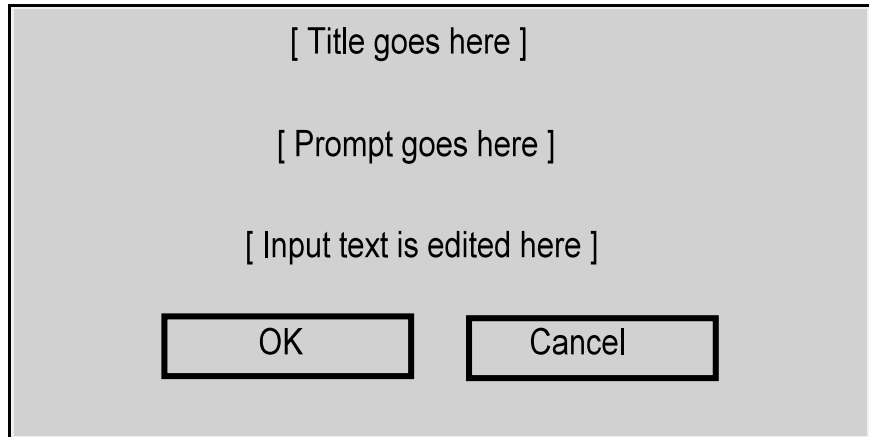 [ Title goes here ]
[ Prompt goes here ]
[ Input text is edited here ]
OK Cancel